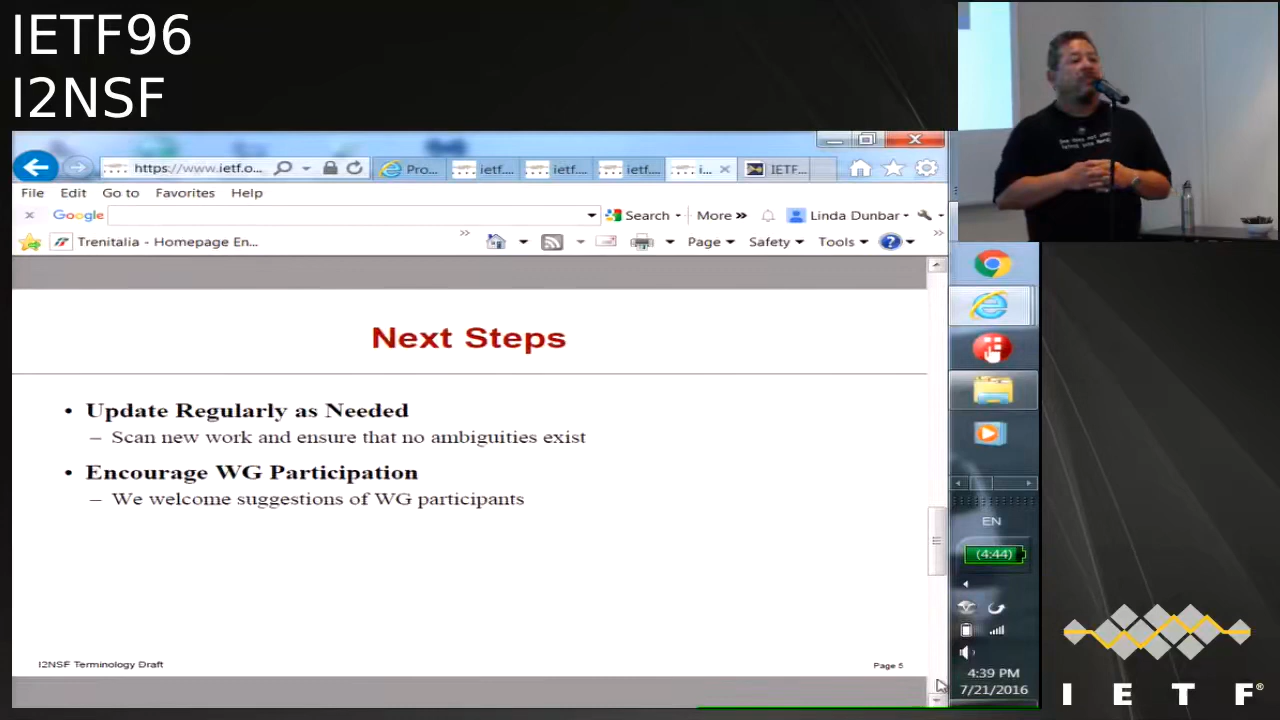 IETF96
I2NSF
https://www.ietf.o...
Pro...
ietf....
ietf....
ietf....
i...
IETF...
File Edit Go to Favorites Help
Google
Search
More »
Linda Dunbar
Trenitalia - Homepage En...
Page
Safety
Tools
Next Steps
• Update Regularly as Needed
– Scan new work and ensure that no ambiguities exist
• Encourage WG Participation
– We welcome suggestions of WG participants
I2NSF Terminology Draft
Page 5
EN
(4:44)
4:39 PM
7/21/2016
I E T F®